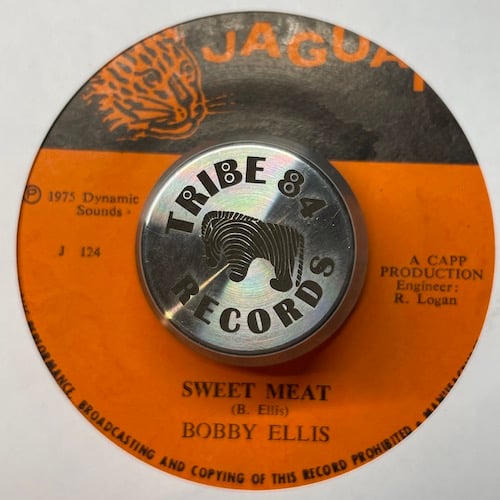 JAGUAR
TRIBE 84
RECORDS
℗ 1975 Dynamic
Sounds
J 124
A CAPP
PRODUCTION
Engineer:
R. Logan
SWEET MEAT
(B. Ellis)
BOBBY ELLIS
PERFORMANCE BROADCASTING AND COPYING OF THIS RECORD PROHIBITED